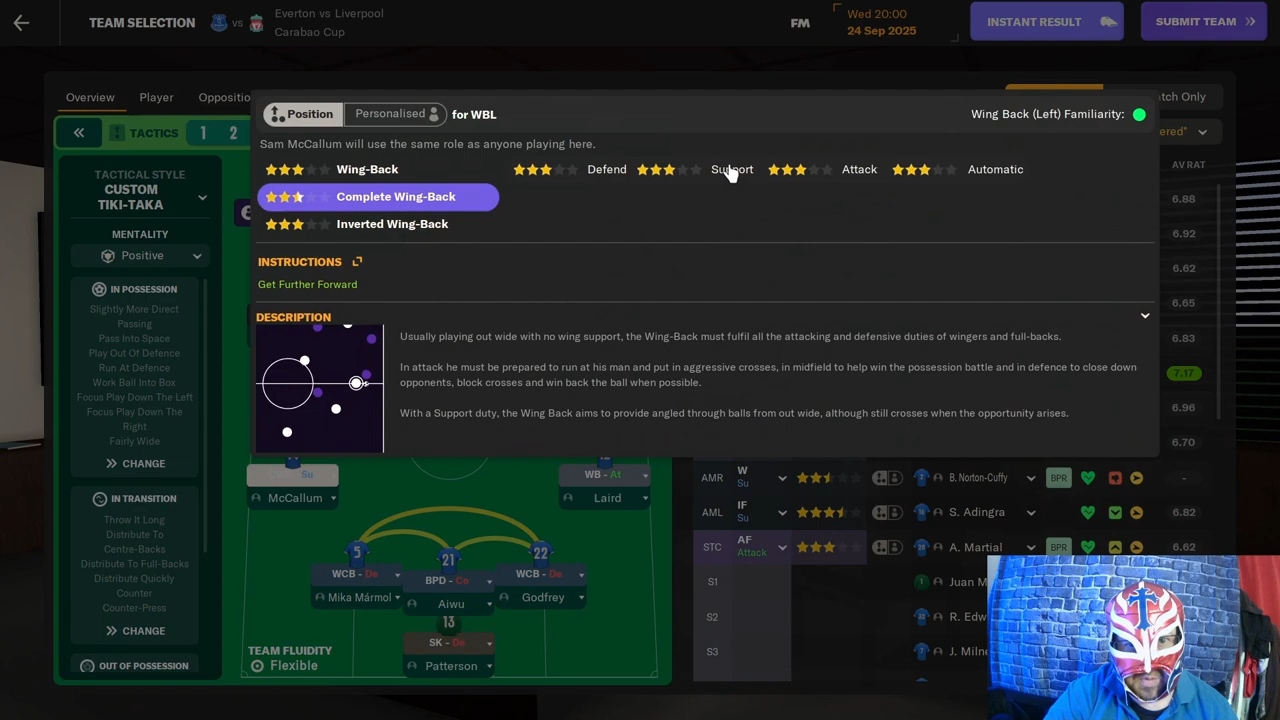 TEAM SELECTION
vs
Everton vs Liverpool
Carabao Cup
FM
Wed 20:00
24 Sep 2025
INSTANT RESULT
SUBMIT TEAM
Overview
Player
Oppositio
tch Only
TACTICS
1
2
ered"
TACTICAL STYLE
CUSTOM
TIKI-TAKA
MENTALITY
Positive
IN POSSESSION
Slightly More Direct
Passing
Pass Into Space
Play Out Of Defence
Run At Defence
Work Ball Into Box
Focus Play Down The Left
Focus Play Down The
Right
Fairly Wide
CHANGE
IN TRANSITION
Throw It Long
Distribute To
Centre-Backs
Distribute To Full-Backs
Distribute Quickly
Counter
Counter-Press
CHANGE
OUT OF POSSESSION
Position
Personalised
for WBL
Wing Back (Left) Familiarity:
Sam McCallum will use the same role as anyone playing here.
Wing-Back
Defend
Support
Attack
Automatic
Complete Wing-Back
Inverted Wing-Back
INSTRUCTIONS
Get Further Forward
DESCRIPTION
Usually playing out wide with no wing support, the Wing-Back must fulfil all the attacking and defensive duties of wingers and full-backs.
In attack he must be prepared to run at his man and put in aggressive crosses, in midfield to help win the possession battle and in defence to close down
opponents, block crosses and win back the ball when possible.
With a Support duty, the Wing Back aims to provide angled through balls from out wide, although still crosses when the opportunity arises.
AV RAT
6.88
6.92
6.62
6.65
6.83
7.17
6.96
6.70
Su
McCallum
WB - At
Laird
5
21
22
WCB - De
Mika Mármol
BPD - Co
Aiwu
WCB - De
Godfrey
13
SK - De
Patterson
TEAM FLUIDITY
Flexible
AMR
W
Su
BPR
B. Norton-Cuffy
-
AML
IF
Su
S. Adingra
6.82
STC
AF
Attack
BPR
A. Martial
6.62
S1
Juan M
S2
R. Edw
S3
J. Milne